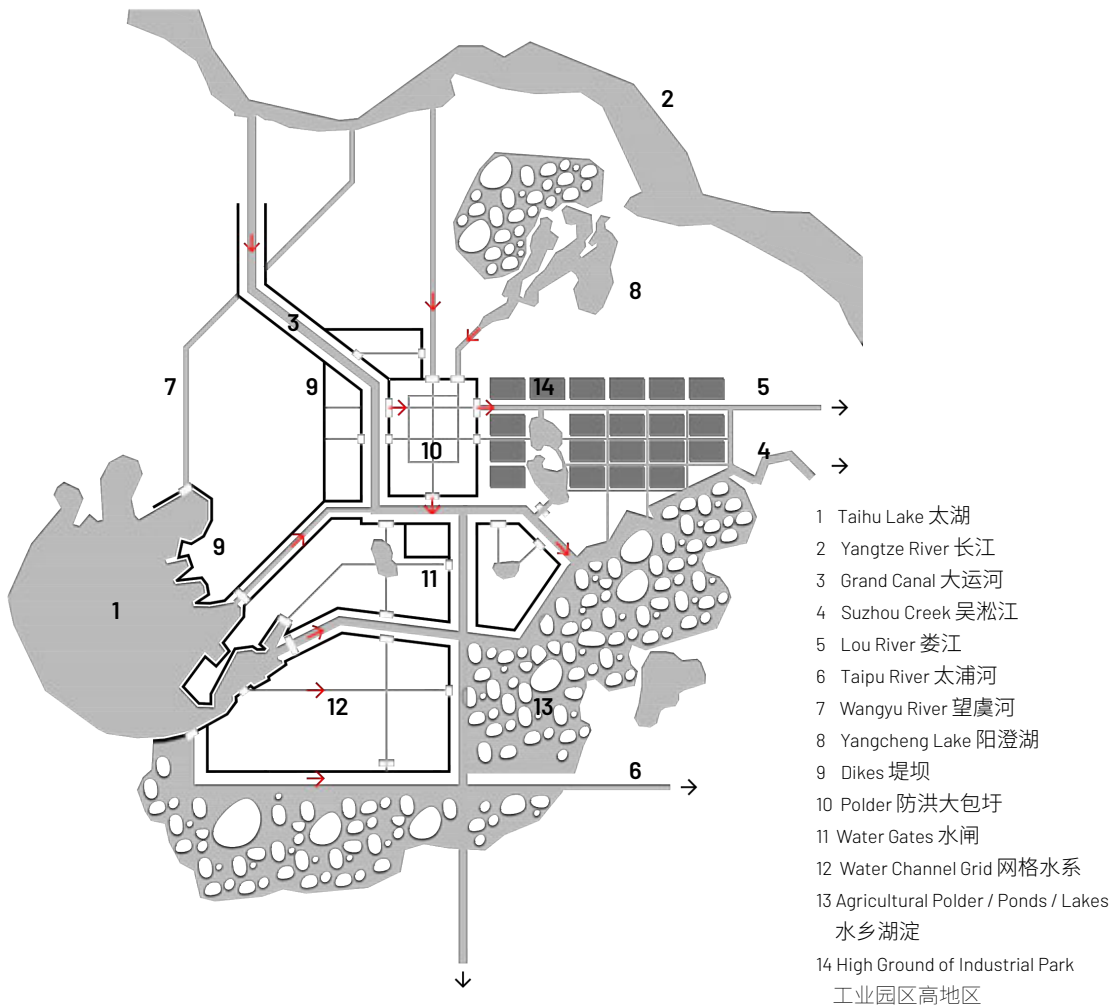 2
8
3
14
5
7
9
10
4
9
11
1
12
13
6
1 Taihu Lake 太湖
2 Yangtze River 长江
3 Grand Canal 大运河
4 Suzhou Creek 吴淞江
5 Lou River 娄江
6 Taipu River 太浦河
7 Wangyu River 望虞河
8 Yangcheng Lake 阳澄湖
9 Dikes 堤坝
10 Polder 防洪大包圩
11 Water Gates 水闸
12 Water Channel Grid 网格水系
13 Agricultural Polder / Ponds / Lakes
水乡湖淀
14 High Ground of Industrial Park
工业园区高地区